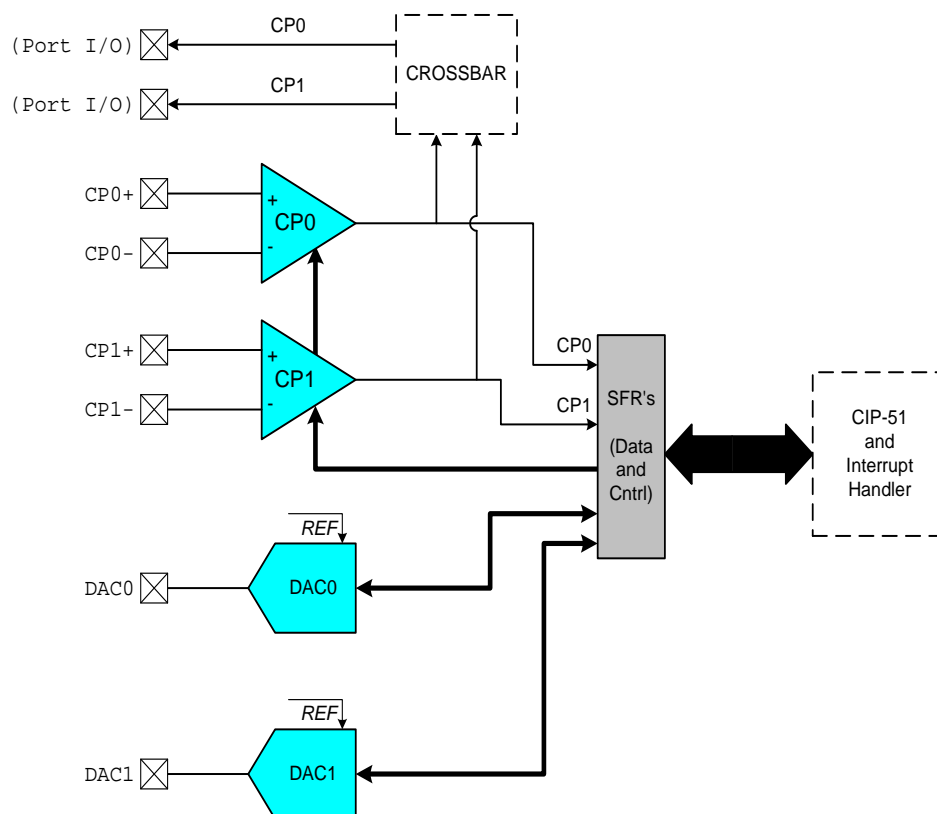 CP0
(Port I/O)
CROSSBAR
CP1
(Port I/O)
CP0+
+
CP0
-
CP0-
CP1+
+
CP1
-
CP1-
CP0
CP1
SFR's
(Data
and
Cntrl)
CIP-51
and
Interrupt
Handler
REF
DAC0
DAC0
REF
DAC1
DAC1